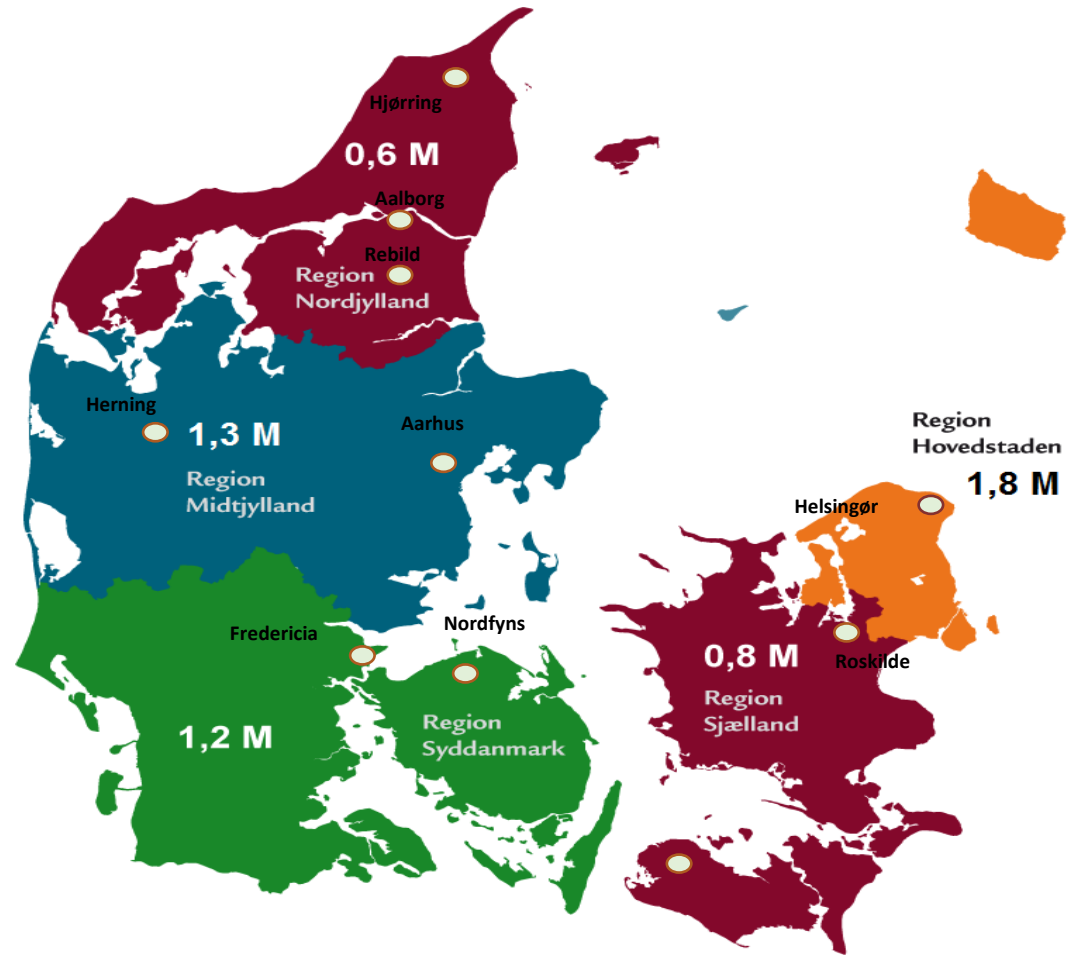 Hjørring
0,6 M
Aalborg
Rebild
Region
Nordjylland
Herning
1,3 M
Aarhus
Region
Midtjylland
Region
Hovedstaden
1,8 M
Helsingør
Fredericia
Nordfyns
1,2 M
Region
Syddanmark
0,8 M
Roskilde
Region
Sjælland